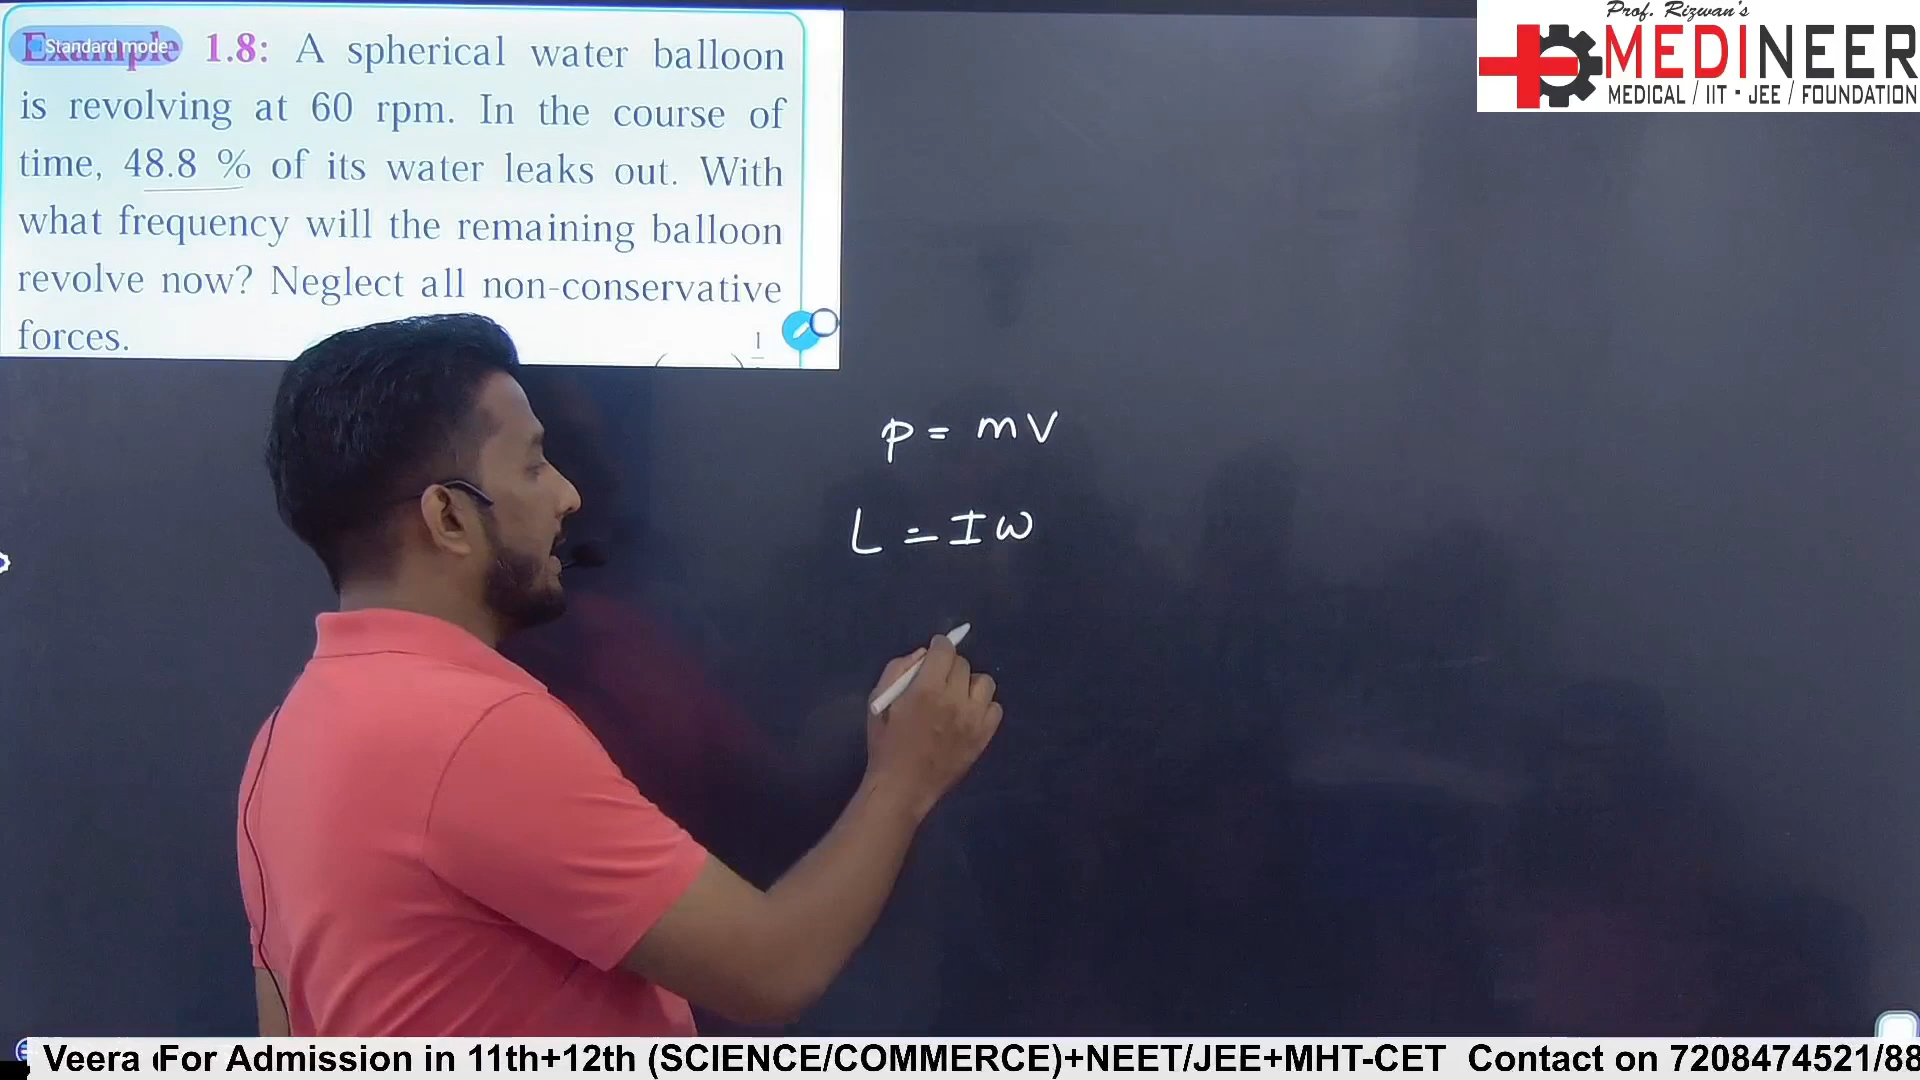 Prof. Rizwan's
MEDINEER
MEDICAL / IIT - JEE / FOUNDATION
Standard mode
Example 1.8: A spherical water balloon
is revolving at 60 rpm. In the course of
time, 48.8 % of its water leaks out. With
what frequency will the remaining balloon
revolve now? Neglect all non-conservative
forces.
p = mv
L = Iω
Veera For Admission in 11th+12th (SCIENCE/COMMERCE)+NEET/JEE+MHT-CET Contact on 7208474521/88